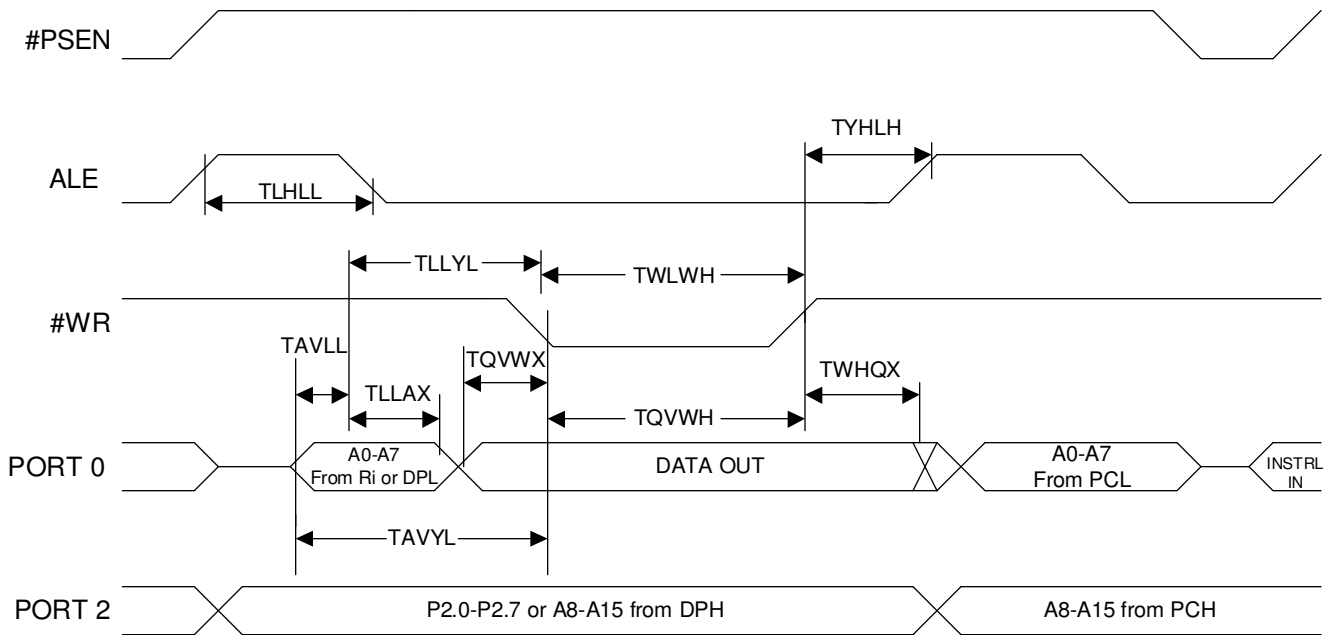 #PSEN
TYHLH
ALE
TLHLL
TLLYL
TWLWH
#WR
TAVLL
TQVWX
TWHQX
TLLAX
TQVWH
PORT 0
A0-A7
From Ri or DPL
DATA OUT
A0-A7
From PCL
INSTRL
IN
TAVYL
PORT 2
P2.0-P2.7 or A8-A15 from DPH
A8-A15 from PCH